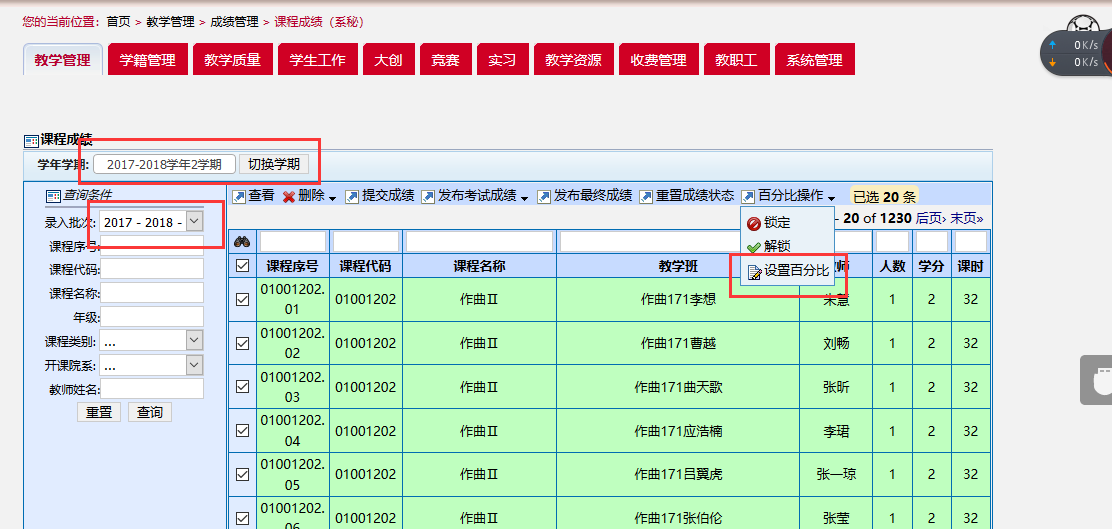 您的当前位置: 首页 > 教学管理 > 成绩管理 > 课程成绩（系秘）
教学管理 学籍管理 教学质量 学生工作 大创 竞赛 实习 教学资源 收费管理 教职工 系统管理
0K/s
0K/s
课程成绩
学年学期: 2017-2018学年2学期 切换学期
查询条件
录入批次: 2017 - 2018 -
课程序号:
课程代码:
课程名称:
年级:
课程类别: ...
开课院系: ...
教师姓名:
重置 查询
查看 删除 提交成绩 发布考试成绩 发布最终成绩 重置成绩状态 百分比操作 已选 20 条
- 20 of 1230 后页› 末页»
锁定
解锁
设置百分比
课程序号 课程代码 课程名称 教学班 师 人数 学分 课时
01001202.01 01001202 作曲Ⅱ 作曲171李想 朱慧 1 2 32
01001202.02 01001202 作曲Ⅱ 作曲171曹越 刘畅 1 2 32
01001202.03 01001202 作曲Ⅱ 作曲171曲天歌 张昕 1 2 32
01001202.04 01001202 作曲Ⅱ 作曲171应浩楠 李珺 1 2 32
01001202.05 01001202 作曲Ⅱ 作曲171吕翼虎 张一琼 1 2 32
01001202.06 01001202 作曲Ⅱ 作曲171张伯伦 张莹 1 2 32